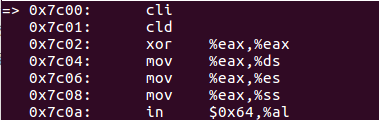 => 0x7c00: cli
0x7c01: cld
0x7c02: xor %eax,%eax
0x7c04: mov %eax,%ds
0x7c06: mov %eax,%es
0x7c08: mov %eax,%ss
0x7c0a: in $0x64,%al